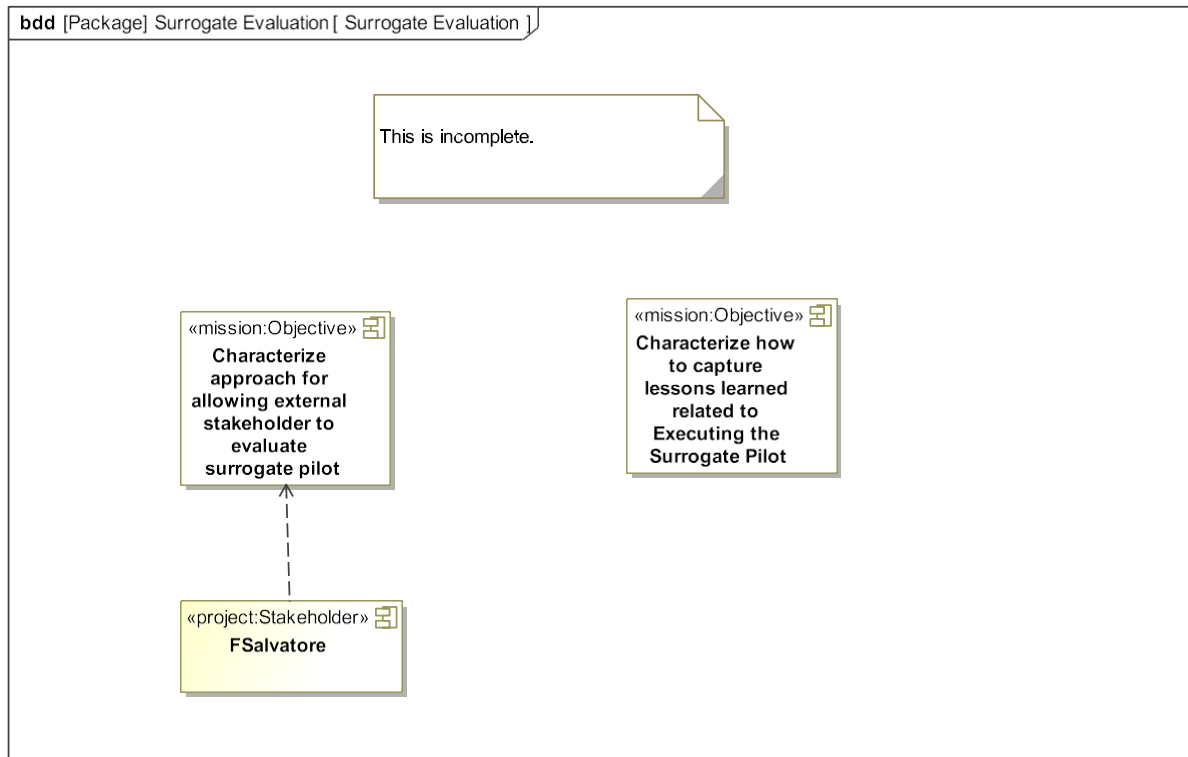 bdd [Package] Surrogate Evaluation [ Surrogate Evaluation ]
This is incomplete.
«mission:Objective»
Characterize
approach for
allowing external
stakeholder to
evaluate
surrogate pilot
«mission:Objective»
Characterize how
to capture
lessons learned
related to
Executing the
Surrogate Pilot
«project:Stakeholder»
FSalvatore